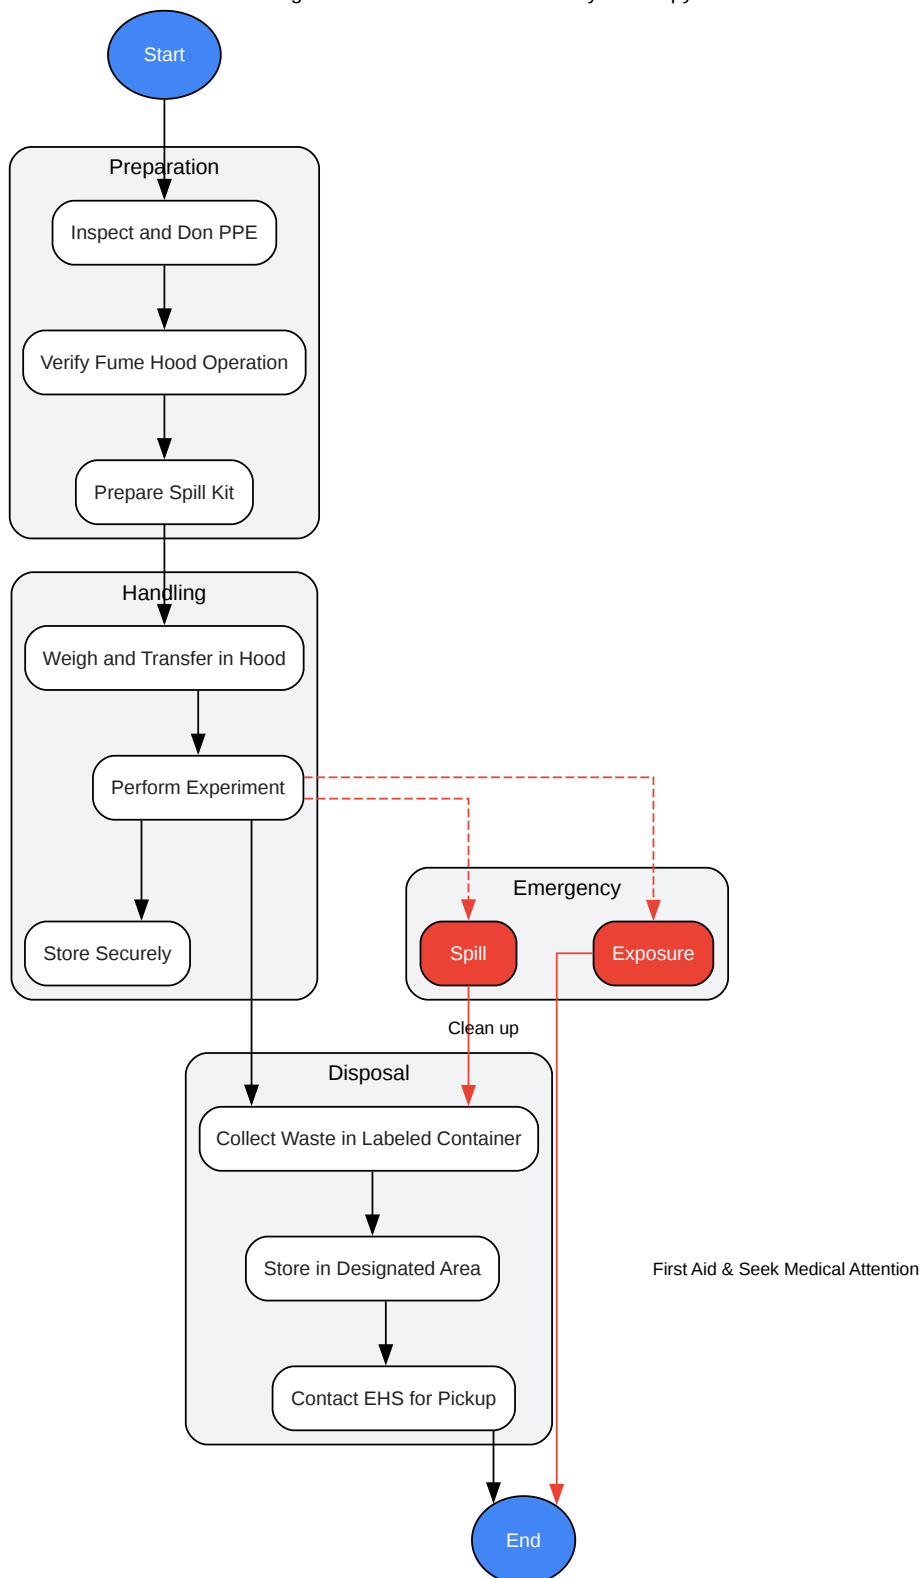 Start
Preparation
Inspect and Don PPE
Verify Fume Hood Operation
Prepare Spill Kit
Handling
Weigh and Transfer in Hood
Perform Experiment
Emergency
Store Securely
Spill
Exposure
Clean up
Disposal
Collect Waste in Labeled Container
Store in Designated Area
First Aid & Seek Medical Attention
Contact EHS for Pickup
End